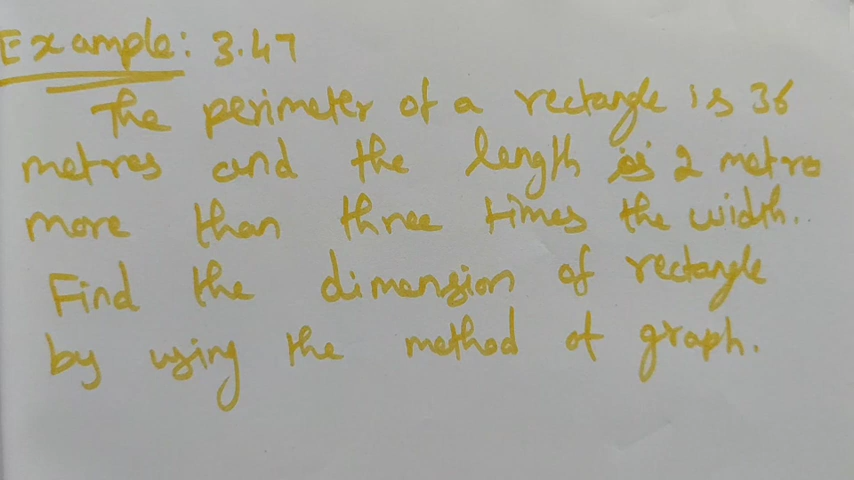 Example: 3.47
The perimeter of a rectangle is 36
metres and the length is 2 metre
more than three times the width.
Find the dimension of rectangle
by using the method of graph.